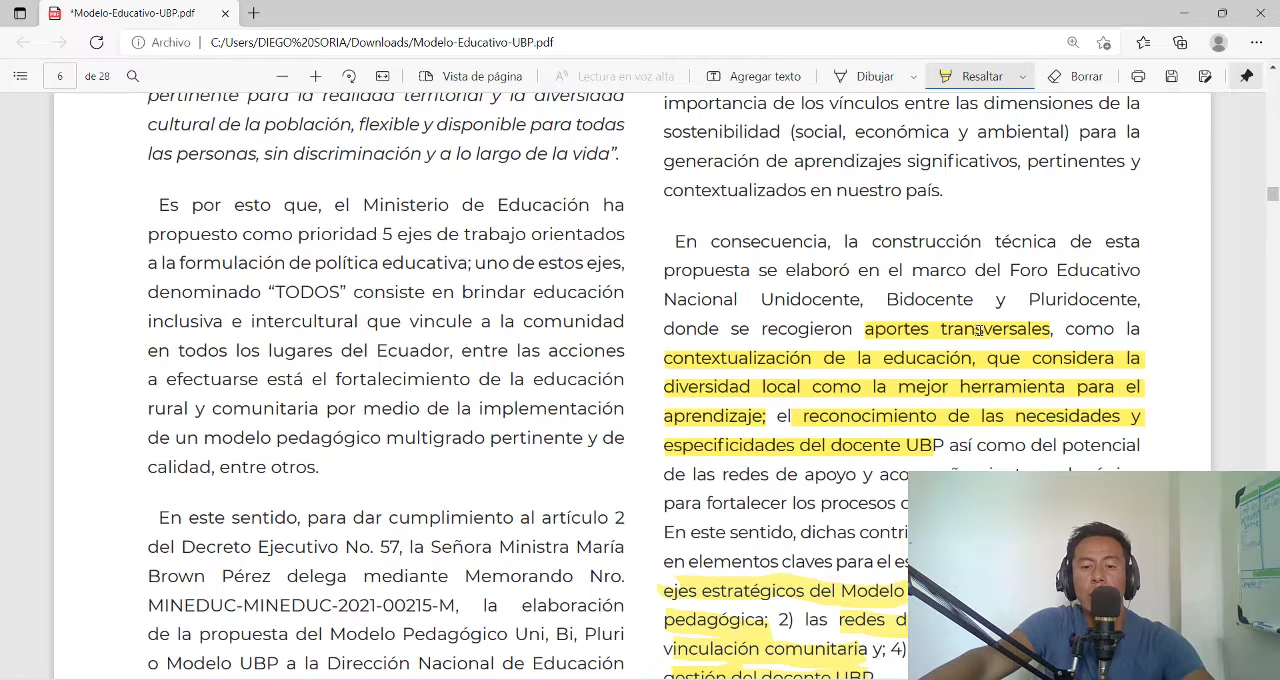 *Modelo-Educativo-UBP.pdf
Archivo C:/Users/DIEGO%20SORIA/Downloads/Modelo-Educativo-UBP.pdf
6 de 28 Vista de página Lectura en voz alta Agregar texto Dibujar Resaltar Borrar
pertinente para la realidad territorial y la diversidad
cultural de la población, flexible y disponible para todas
las personas, sin discriminación y a lo largo de la vida”.
Es por esto que, el Ministerio de Educación ha
propuesto como prioridad 5 ejes de trabajo orientados
a la formulación de política educativa; uno de estos ejes,
denominado “TODOS” consiste en brindar educación
inclusiva e intercultural que vincule a la comunidad
en todos los lugares del Ecuador, entre las acciones
a efectuarse está el fortalecimiento de la educación
rural y comunitaria por medio de la implementación
de un modelo pedagógico multigrado pertinente y de
calidad, entre otros.
En este sentido, para dar cumplimiento al artículo 2
del Decreto Ejecutivo No. 57, la Señora Ministra María
Brown Pérez delega mediante Memorando Nro.
MINEDUC-MINEDUC-2021-00215-M, la elaboración
de la propuesta del Modelo Pedagógico Uni, Bi, Pluri
o Modelo UBP a la Dirección Nacional de Educación
importancia de los vínculos entre las dimensiones de la
sostenibilidad (social, económica y ambiental) para la
generación de aprendizajes significativos, pertinentes y
contextualizados en nuestro país.
En consecuencia, la construcción técnica de esta
propuesta se elaboró en el marco del Foro Educativo
Nacional Unidocente, Bidocente y Pluridocente,
donde se recogieron aportes transversales, como la
contextualización de la educación, que considera la
diversidad local como la mejor herramienta para el
aprendizaje; el reconocimiento de las necesidades y
especificidades del docente UBP así como del potencial
de las redes de apoyo y
para fortalecer los procesos
En este sentido, dichas
en elementos claves para el
ejes estratégicos del Modelo
pedagógica; 2) las redes
vinculación comunitaria y; 4)
gestión del docente UBP